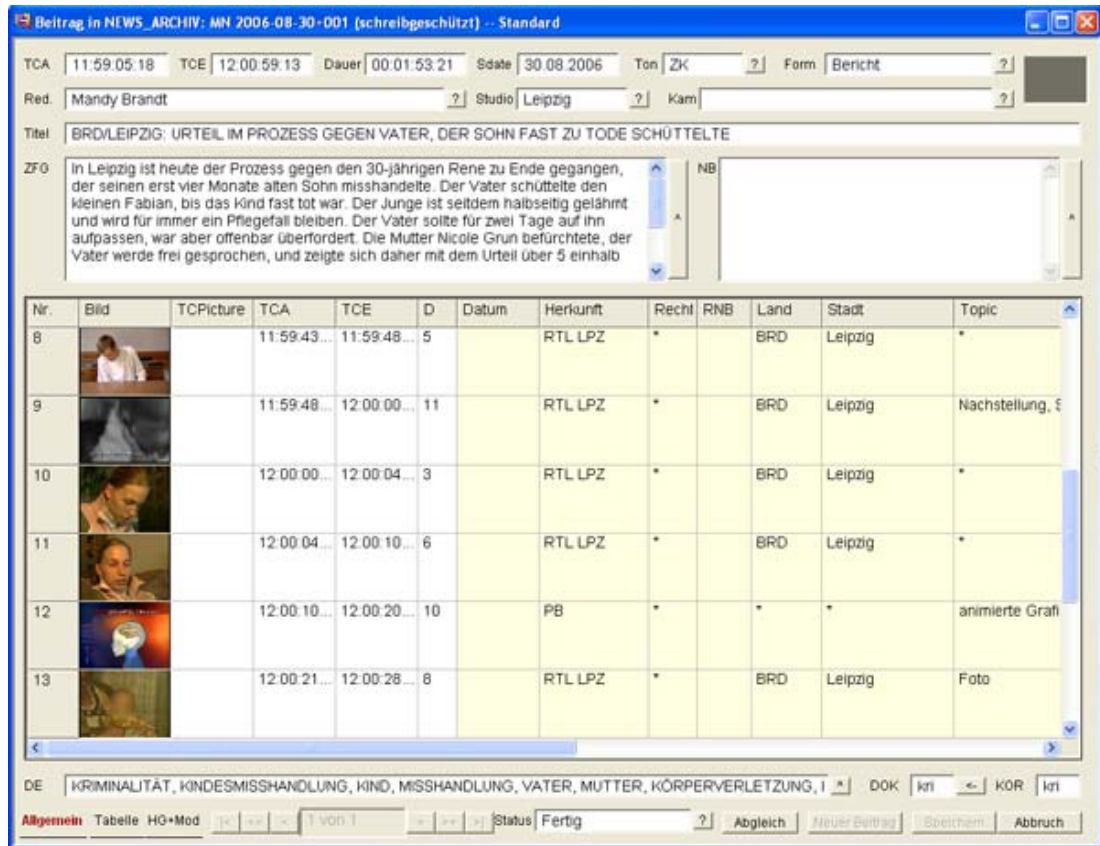 Beitrag in NEWS_ARCHIV: MN 2006-08-30-001 (schreibgeschützt) -- Standard
TCA 11:59:05:18 TCE 12:00:59:13 Dauer 00:01:53:21 Sdate 30.08.2006 Ton ZK ? Form Bericht ?
Red. Mandy Brandt ? Studio Leipzig ? Kam ?
Titel BRD/LEIPZIG: URTEIL IM PROZESS GEGEN VATER, DER SOHN FAST ZU TODE SCHÜTTELTE
ZFG In Leipzig ist heute der Prozess gegen den 30-jährigen Rene zu Ende gegangen, NB
der seinen erst vier Monate alten Sohn misshandelte. Der Vater schüttelte den
kleinen Fabian, bis das Kind fast tot war. Der Junge ist seitdem halbseitig gelähmt
und wird für immer ein Pflegefall bleiben. Der Vater sollte für zwei Tage auf ihn
aufpassen, war aber offenbar überfordert. Die Mutter Nicole Grun befürchtete, der
Vater werde frei gesprochen, und zeigte sich daher mit dem Urteil über 5 einhalb
Nr. Bild TCPicture TCA TCE D Datum Herkunft Recht RNB Land Stadt Topic
8 11:59:43... 11:59:48... 5 RTL LPZ * BRD Leipzig *
9 11:59:48... 12:00:00... 11 RTL LPZ * BRD Leipzig Nachstellung, S
10 12:00:00... 12:00:04... 3 RTL LPZ * BRD Leipzig *
11 12:00:04... 12:00:10... 6 RTL LPZ * BRD Leipzig *
12 12:00:10... 12:00:20... 10 PB * * * animierte Grafi
13 12:00:21... 12:00:28... 8 RTL LPZ * BRD Leipzig Foto
DE KRIMINALITÄT, KINDESMISSHANDLUNG, KIND, MISSHANDLUNG, VATER, MUTTER, KÖRPERVERLETZUNG, ^ DOK kri <- KOR kri
Allgemein Tabelle HG+Mod |< << < 1 von 1 > >> >| Status Fertig ? Abgleich Neuer Beitrag Speichern Abbruch